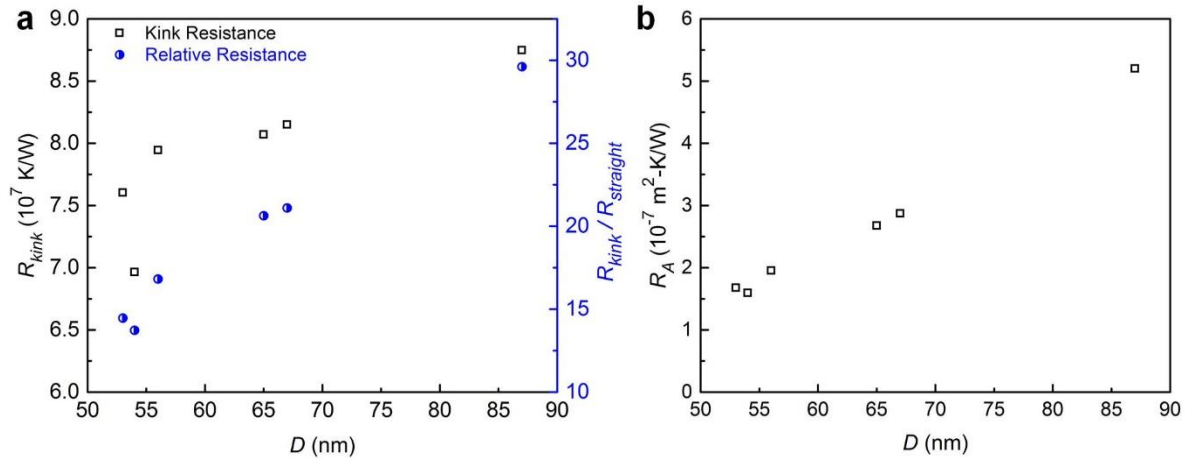 a
9.0
8.5
8.0
7.5
7.0
6.5
6.0
R_kink (10^7 K/W)
Kink Resistance
Relative Resistance
30
25
20
15
10
R_kink / R_straight
50 55 60 65 70 75 80 85 90
D (nm)
b
6
5
4
3
2
1
0
R_A (10^-7 m^2-K/W)
50 55 60 65 70 75 80 85 90
D (nm)